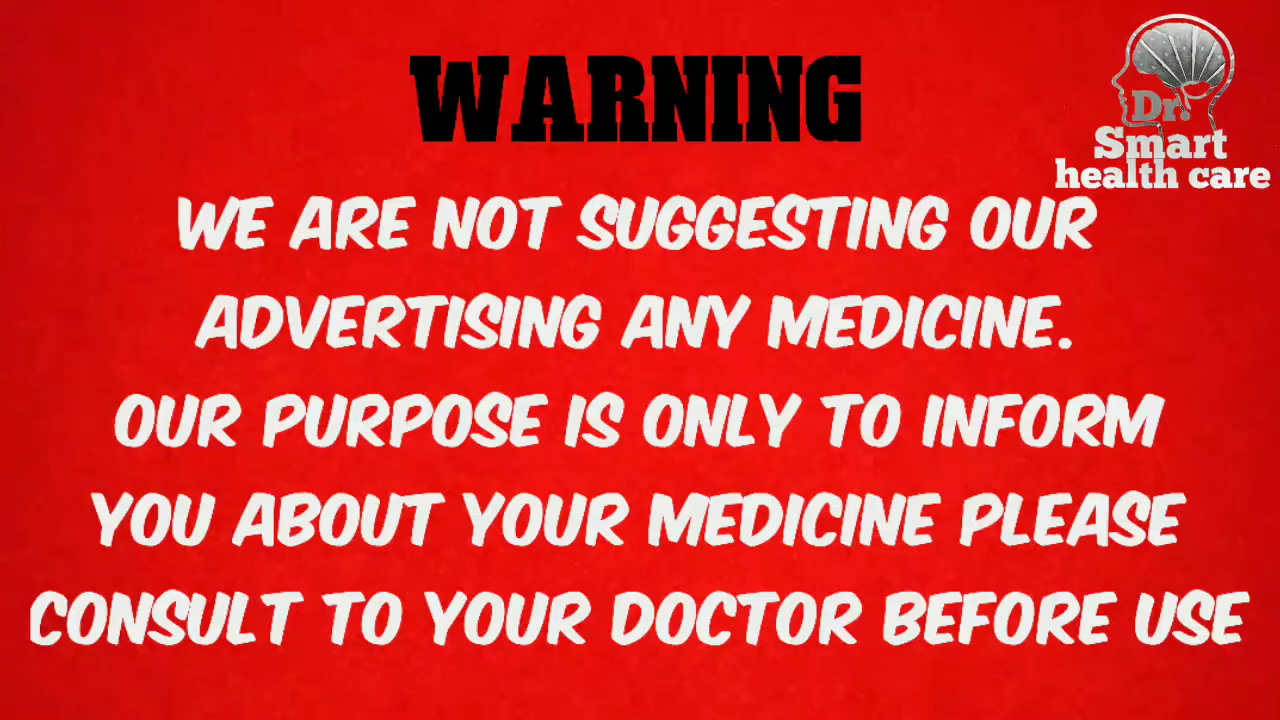 WARNING
Dr.
Smart
health care
WE ARE NOT SUGGESTING OUR
ADVERTISING ANY MEDICINE.
OUR PURPOSE IS ONLY TO INFORM
YOU ABOUT YOUR MEDICINE PLEASE
CONSULT TO YOUR DOCTOR BEFORE USE